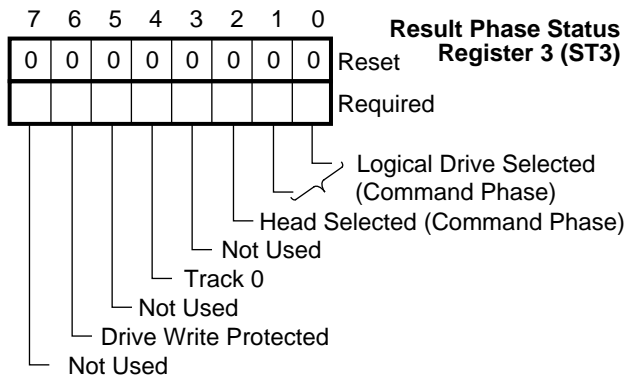 7 6 5 4 3 2 1 0
Result Phase Status
Register 3 (ST3)
0 0 0 0 0 0 0 0 Reset
Required
Logical Drive Selected
(Command Phase)
Head Selected (Command Phase)
Not Used
Track 0
Not Used
Drive Write Protected
Not Used